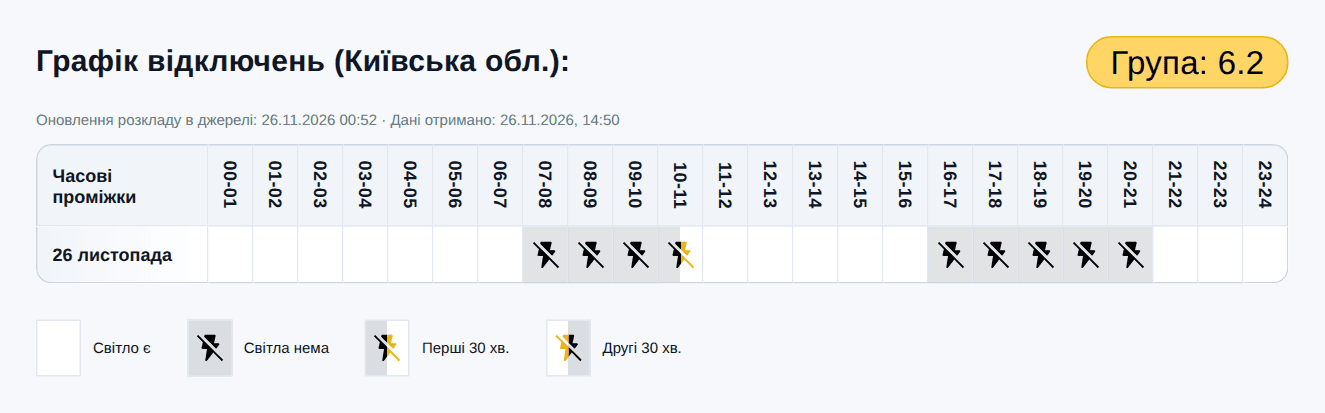 Графік відключень (Київська обл.):
Група: 6.2
Оновлення розкладу в джерелі: 26.11.2026 00:52 · Дані отримано: 26.11.2026, 14:50
Часові
проміжки
00-01
01-02
02-03
03-04
04-05
05-06
06-07
07-08
08-09
09-10
10-11
11-12
12-13
13-14
14-15
15-16
16-17
17-18
18-19
19-20
20-21
21-22
22-23
23-24
26 листопада
Світло є
Світла нема
Перші 30 хв.
Другі 30 хв.